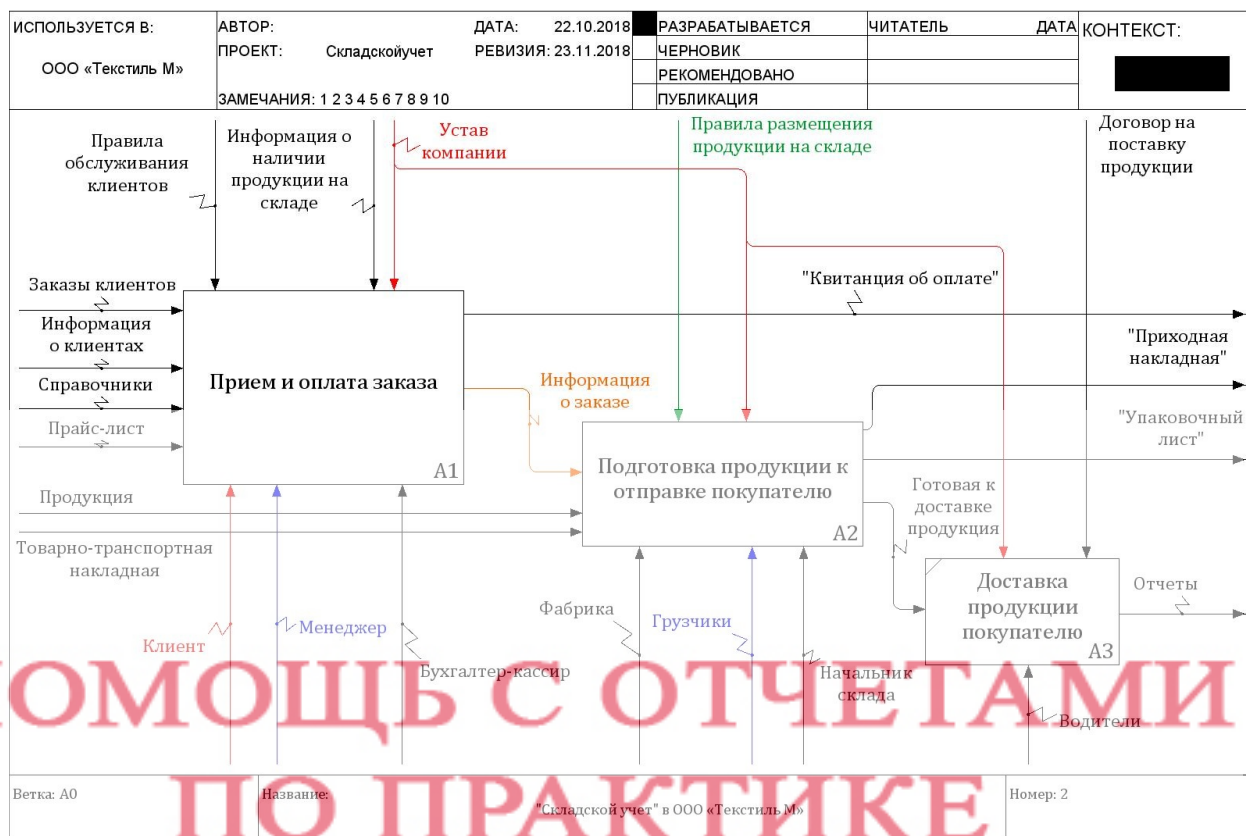 ИСПОЛЬЗУЕТСЯ В:
ООО «Текстиль М»
АВТОР:
ДАТА: 22.10.2018
ПРОЕКТ: Складскойучет
РЕВИЗИЯ: 23.11.2018
ЗАМЕЧАНИЯ: 1 2 3 4 5 6 7 8 9 10
РАЗРАБАТЫВАЕТСЯ
ЧЕРНОВИК
РЕКОМЕНДОВАНО
ПУБЛИКАЦИЯ
ЧИТАТЕЛЬ
ДАТА
КОНТЕКСТ:
Правила
обслуживания
клиентов
Информация о
наличии
продукции на
складе
Устав
компании
Правила размещения
продукции на складе
Договор на
поставку
продукции
Заказы клиентов
Информация
о клиентах
Справочники
Прайс-лист
Прием и оплата заказа
А1
"Квитанция об оплате"
"Приходная
накладная"
Информация
о заказе
"Упаковочный
лист"
Продукция
Товарно-транспортная
накладная
Подготовка продукции к
отправке покупателю
А2
Готовая к
доставке
продукция
Доставка
продукции
покупателю
А3
Отчеты
Клиент
Менеджер
Бухгалтер-кассир
Фабрика
Грузчики
Начальник
склада
Водители
ПОМОЩЬ С ОТЧЕТАМИ
ПО ПРАКТИКЕ
Ветка: А0
Название:
"Складской учет" в ООО «Текстиль М»
Номер: 2